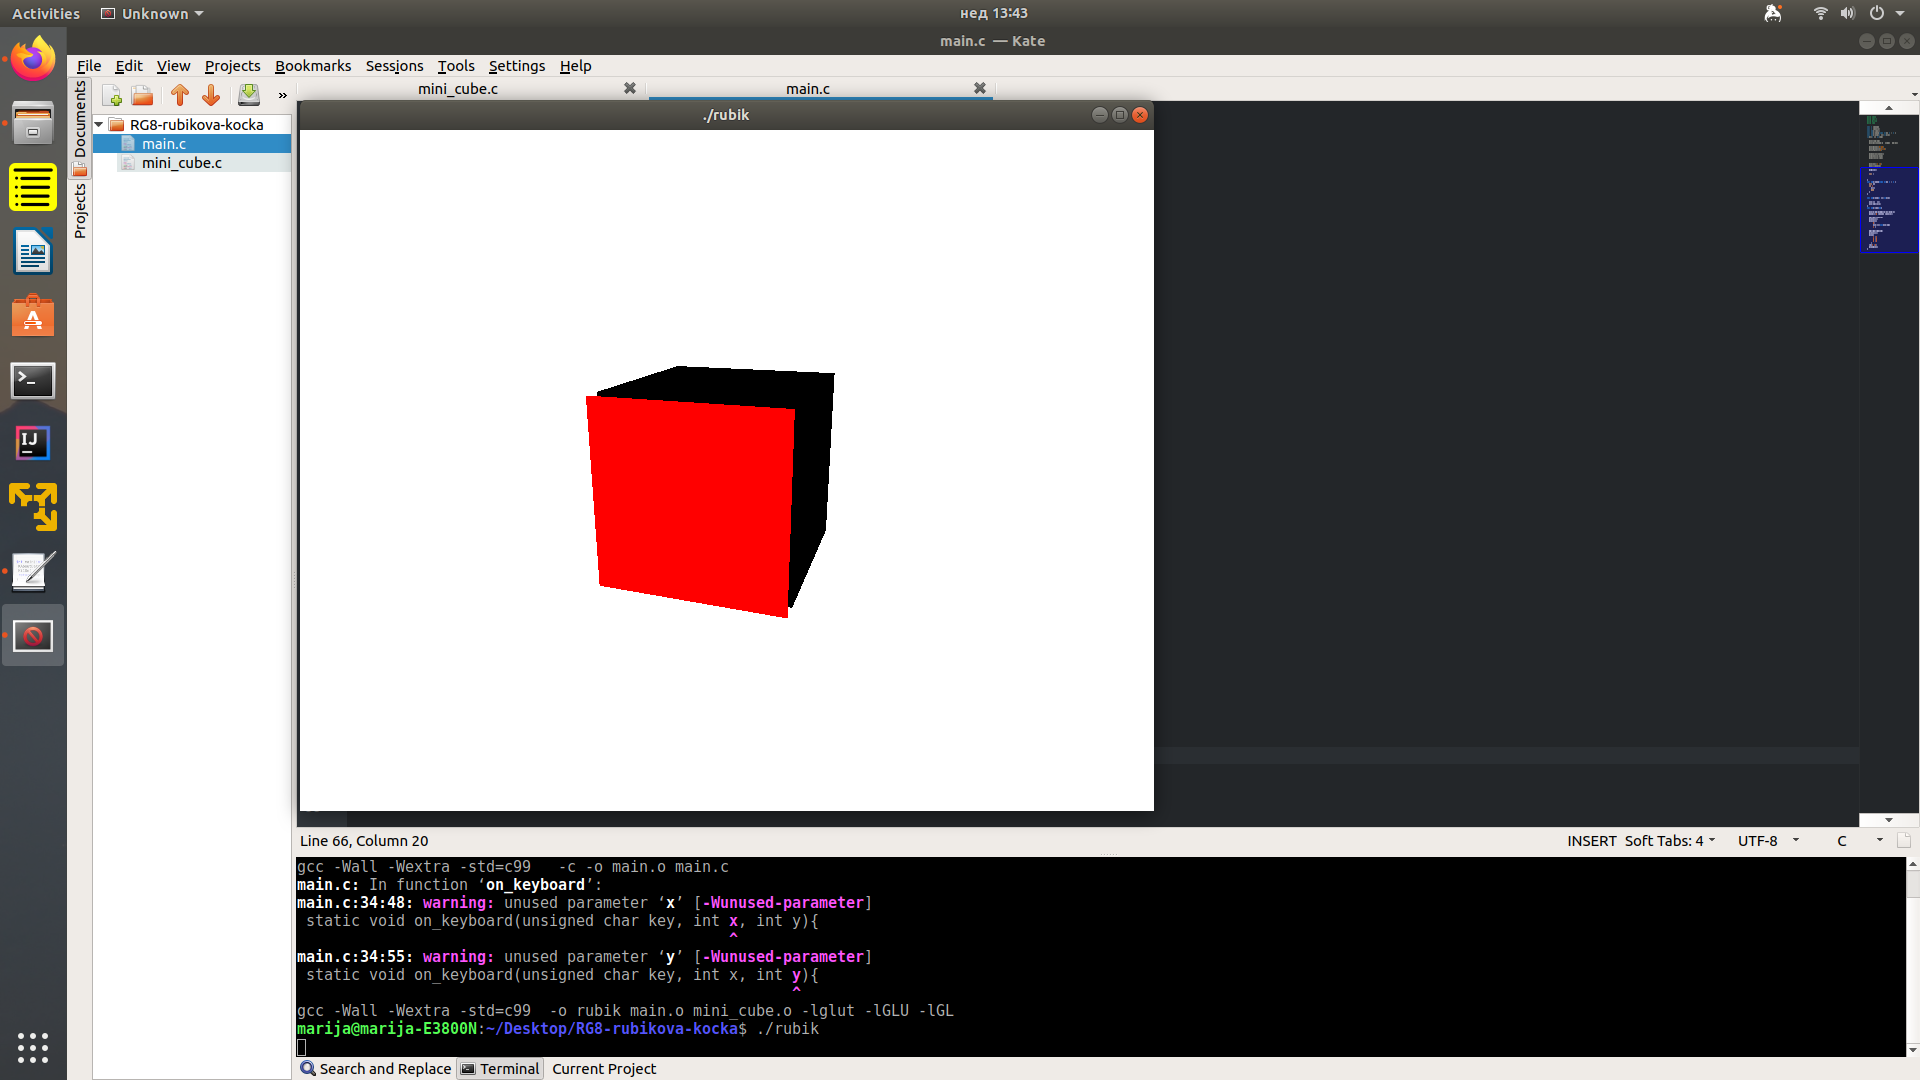 Activities
Unknown
нед 13:43
main.c — Kate
File Edit View Projects Bookmarks Sessions Tools Settings Help
»
mini_cube.c
main.c
Documents
Projects
RG8-rubikova-kocka
main.c
mini_cube.c
./rubik
Line 66, Column 20
INSERT Soft Tabs: 4 UTF-8 C
gcc -Wall -Wextra -std=c99   -c -o main.o main.c
main.c: In function ‘on_keyboard’:
main.c:34:48: warning: unused parameter ‘x’ [-Wunused-parameter]
static void on_keyboard(unsigned char key, int x, int y){
^
main.c:34:55: warning: unused parameter ‘y’ [-Wunused-parameter]
static void on_keyboard(unsigned char key, int x, int y){
^
gcc -Wall -Wextra -std=c99  -o rubik main.o mini_cube.o -lglut -lGLU -lGL
marija@marija-E3800N:~/Desktop/RG8-rubikova-kocka$ ./rubik
Search and Replace Terminal Current Project